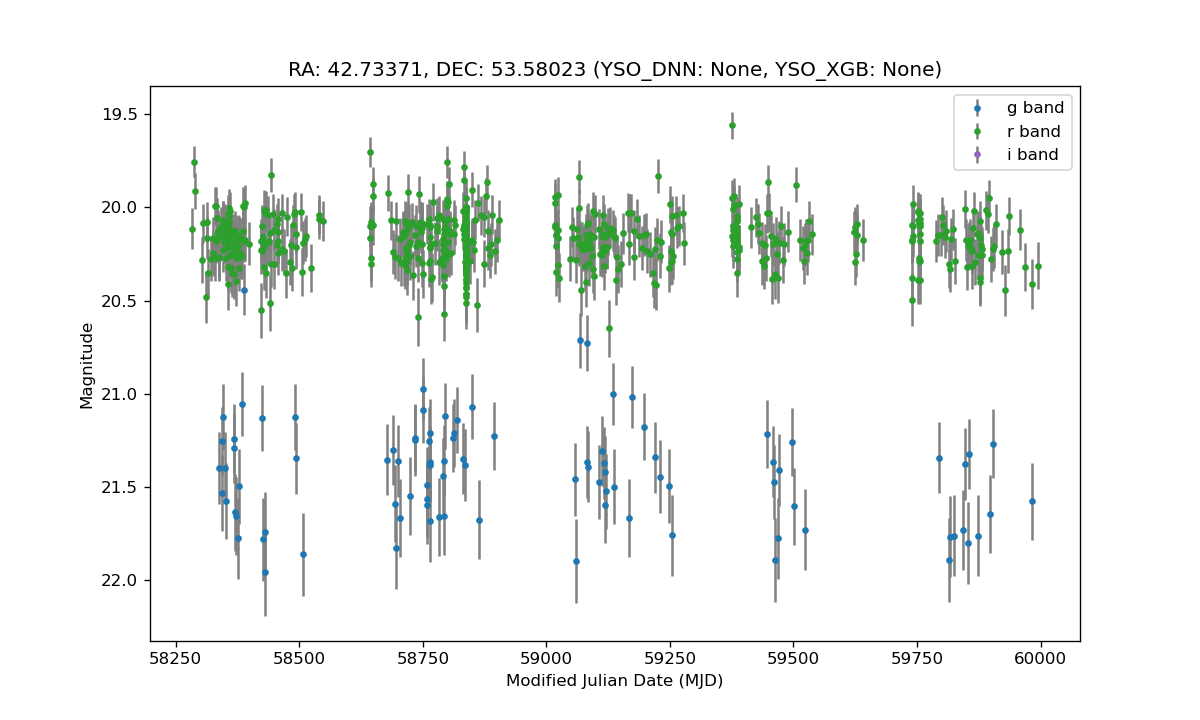 RA: 42.73371, DEC: 53.58023 (YSO_DNN: None, YSO_XGB: None)
g band
r band
i band
19.5
20.0
20.5
21.0
21.5
22.0
Magnitude
58250 58500 58750 59000 59250 59500 59750 60000
Modified Julian Date (MJD)